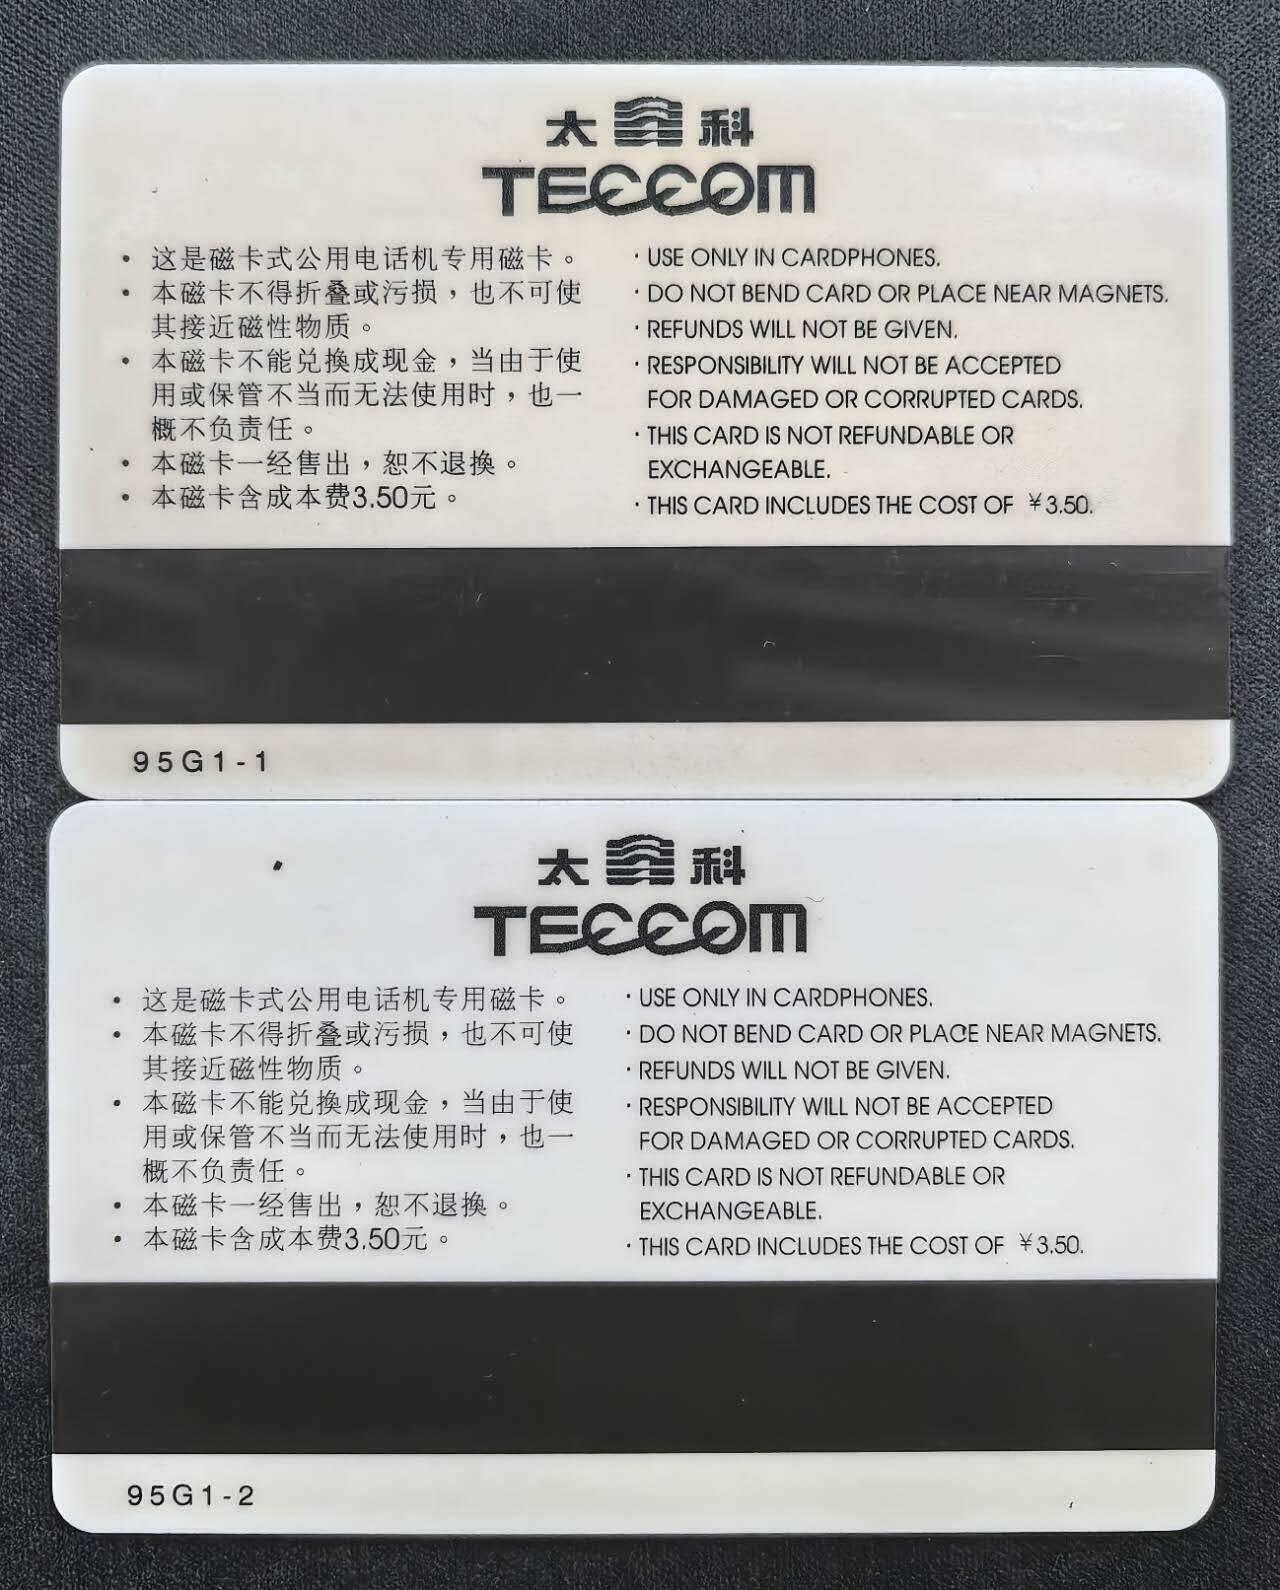 太 科
TECCOM
• 这是磁卡式公用电话机专用磁卡。
• 本磁卡不得折叠或污损，也不可使
其接近磁性物质。
• 本磁卡不能兑换成现金，当由于使
用或保管不当而无法使用时，也一
概不负责任。
• 本磁卡一经售出，恕不退换。
• 本磁卡含成本费3.50元。
· USE ONLY IN CARDPHONES.
· DO NOT BEND CARD OR PLACE NEAR MAGNETS.
· REFUNDS WILL NOT BE GIVEN.
· RESPONSIBILITY WILL NOT BE ACCEPTED
FOR DAMAGED OR CORRUPTED CARDS.
· THIS CARD IS NOT REFUNDABLE OR
EXCHANGEABLE.
· THIS CARD INCLUDES THE COST OF ¥3.50.
95G1-1
太 科
TECCOM
• 这是磁卡式公用电话机专用磁卡。
• 本磁卡不得折叠或污损，也不可使
其接近磁性物质。
• 本磁卡不能兑换成现金，当由于使
用或保管不当而无法使用时，也一
概不负责任。
• 本磁卡一经售出，恕不退换。
• 本磁卡含成本费3.50元。
· USE ONLY IN CARDPHONES.
· DO NOT BEND CARD OR PLACE NEAR MAGNETS.
· REFUNDS WILL NOT BE GIVEN.
· RESPONSIBILITY WILL NOT BE ACCEPTED
FOR DAMAGED OR CORRUPTED CARDS.
· THIS CARD IS NOT REFUNDABLE OR
EXCHANGEABLE.
· THIS CARD INCLUDES THE COST OF ¥3.50.
95G1-2